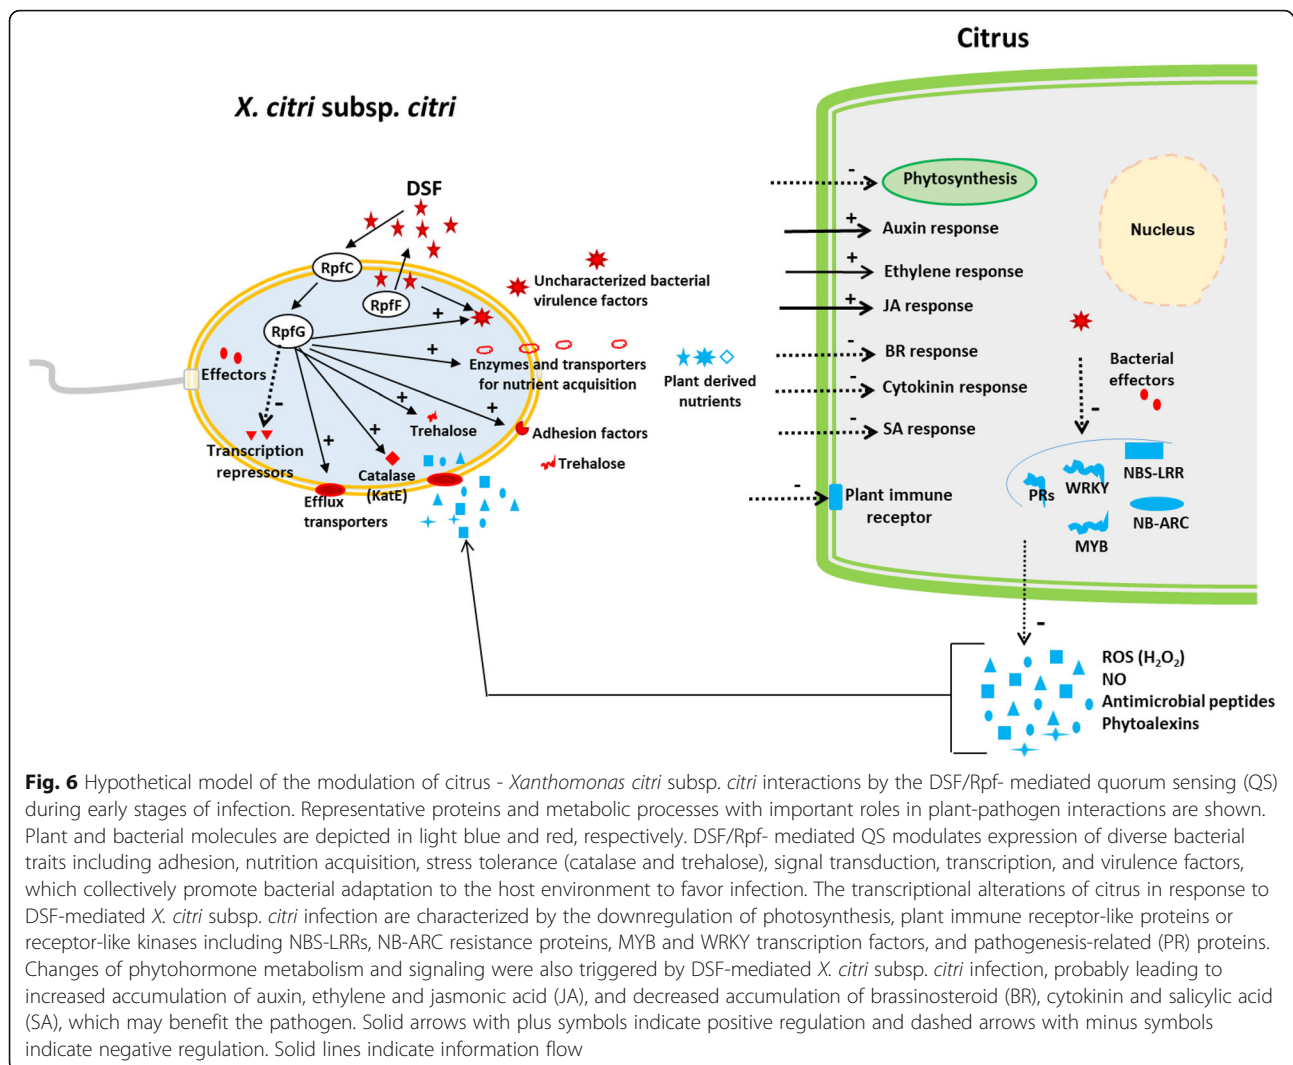 Citrus
X. citri subsp. citri
DSF
RpfC
RpfF
RpfG
Uncharacterized bacterial
virulence factors
Enzymes and transporters
for nutrient acquisition
Effectors
Transcription
repressors
Trehalose
Adhesion factors
Trehalose
Catalase
(KatE)
Efflux
transporters
+
+
+
+
+
+
-
Plant derived
nutrients
-
Phytosynthesis
+
Auxin response
+
Ethylene response
+
JA response
-
BR response
-
Cytokinin response
-
SA response
-
Plant immune
receptor
Nucleus
Bacterial
effectors
-
NBS-LRR
WRKY
PRs
NB-ARC
MYB
-
ROS (H₂O₂)
NO
Antimicrobial peptides
Phytoalexins
Fig. 6 Hypothetical model of the modulation of citrus - Xanthomonas citri subsp. citri interactions by the DSF/Rpf- mediated quorum sensing (QS)
during early stages of infection. Representative proteins and metabolic processes with important roles in plant-pathogen interactions are shown.
Plant and bacterial molecules are depicted in light blue and red, respectively. DSF/Rpf- mediated QS modulates expression of diverse bacterial
traits including adhesion, nutrition acquisition, stress tolerance (catalase and trehalose), signal transduction, transcription, and virulence factors,
which collectively promote bacterial adaptation to the host environment to favor infection. The transcriptional alterations of citrus in response to
DSF-mediated X. citri subsp. citri infection are characterized by the downregulation of photosynthesis, plant immune receptor-like proteins or
receptor-like kinases including NBS-LRRs, NB-ARC resistance proteins, MYB and WRKY transcription factors, and pathogenesis-related (PR) proteins.
Changes of phytohormone metabolism and signaling were also triggered by DSF-mediated X. citri subsp. citri infection, probably leading to
increased accumulation of auxin, ethylene and jasmonic acid (JA), and decreased accumulation of brassinosteroid (BR), cytokinin and salicylic acid
(SA), which may benefit the pathogen. Solid arrows with plus symbols indicate positive regulation and dashed arrows with minus symbols
indicate negative regulation. Solid lines indicate information flow